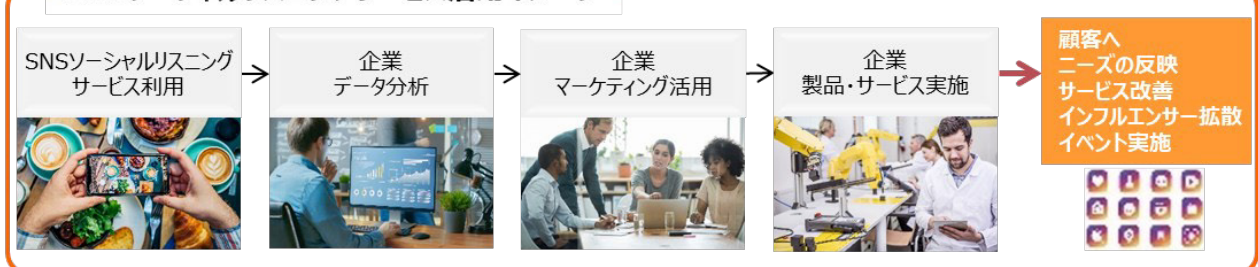 SNSソーシャルリスニング
サービス利用
企業
データ分析
企業
マーケティング活用
企業
製品・サービス実施
顧客へ
ニーズの反映
サービス改善
インフルエンサー拡散
イベント実施